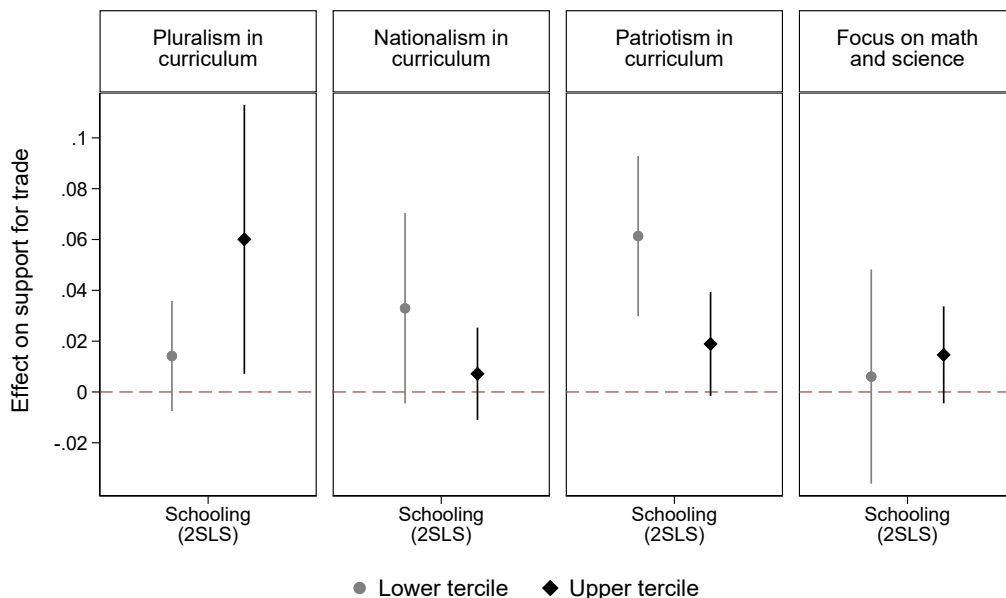 Pluralism in
curriculum
Nationalism in
curriculum
Patriotism in
curriculum
Focus on math
and science
Effect on support for trade
.1
.08
.06
.04
.02
0
-.02
Schooling
(2SLS)
Schooling
(2SLS)
Schooling
(2SLS)
Schooling
(2SLS)
Lower tercile
Upper tercile